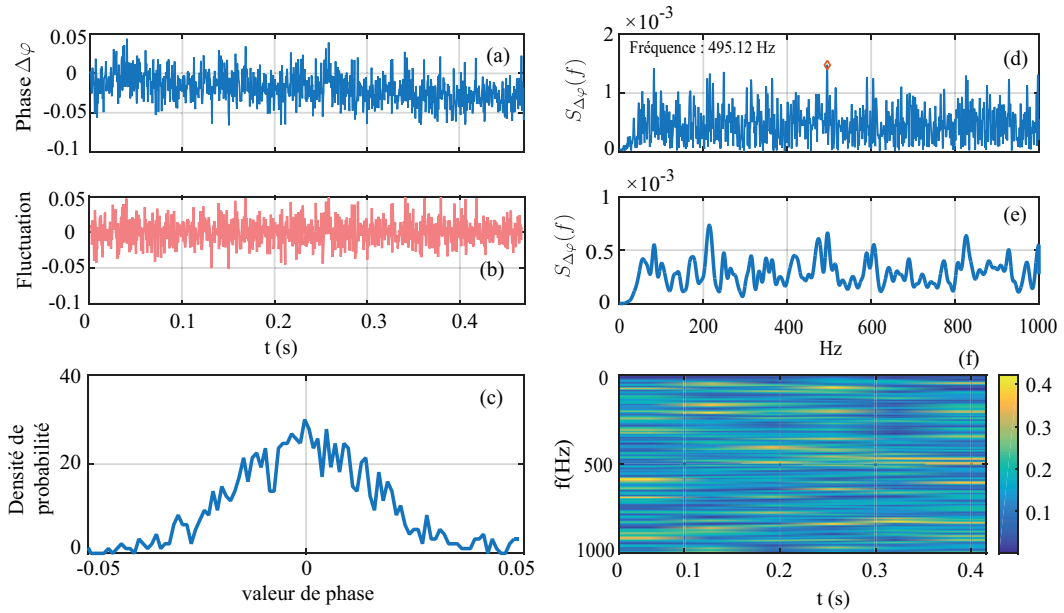 0.05
0
-0.05
-0.1
Phase Δφ
(a)
0.05
0
-0.05
-0.1
Fluctuation
(b)
0 0.1 0.2 0.3 0.4
t (s)
40
20
0
Densité de
probabilité
(c)
-0.05 0 0.05
valeur de phase
×10⁻³
2
1
0
S_Δφ(f)
Fréquence : 495.12 Hz
(d)
×10⁻³
1
0.5
0
S_Δφ(f)
(e)
0 200 400 600 800 1000
Hz
(f)
0
500
1000
f(Hz)
0 0.1 0.2 0.3 0.4
t (s)
0.4
0.3
0.2
0.1